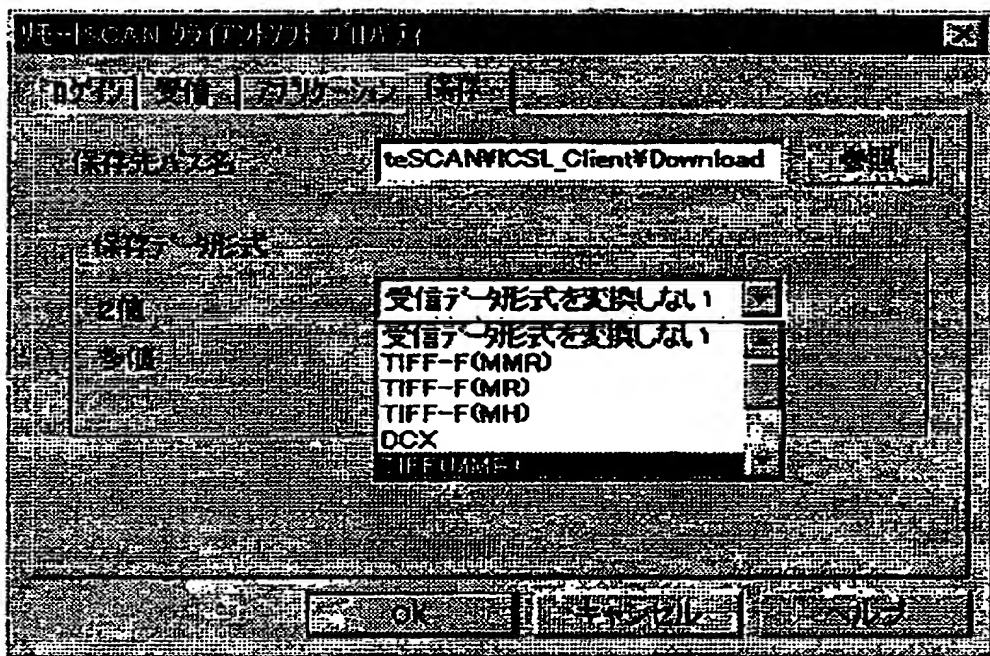 リモートSCAN クライアントソフト プロパティ
ログイン 受信 アプリケーション 保存
保存先パス名 teSCAN¥ICSL_Client¥Download 参照
保存データ形式
2値 受信データ形式を変換しない
多値 受信データ形式を変換しない
TIFF-F(MMR)
TIFF-F(MR)
TIFF-F(MH)
DCX
TIFF(MMR)
OK キャンセル ヘルプ